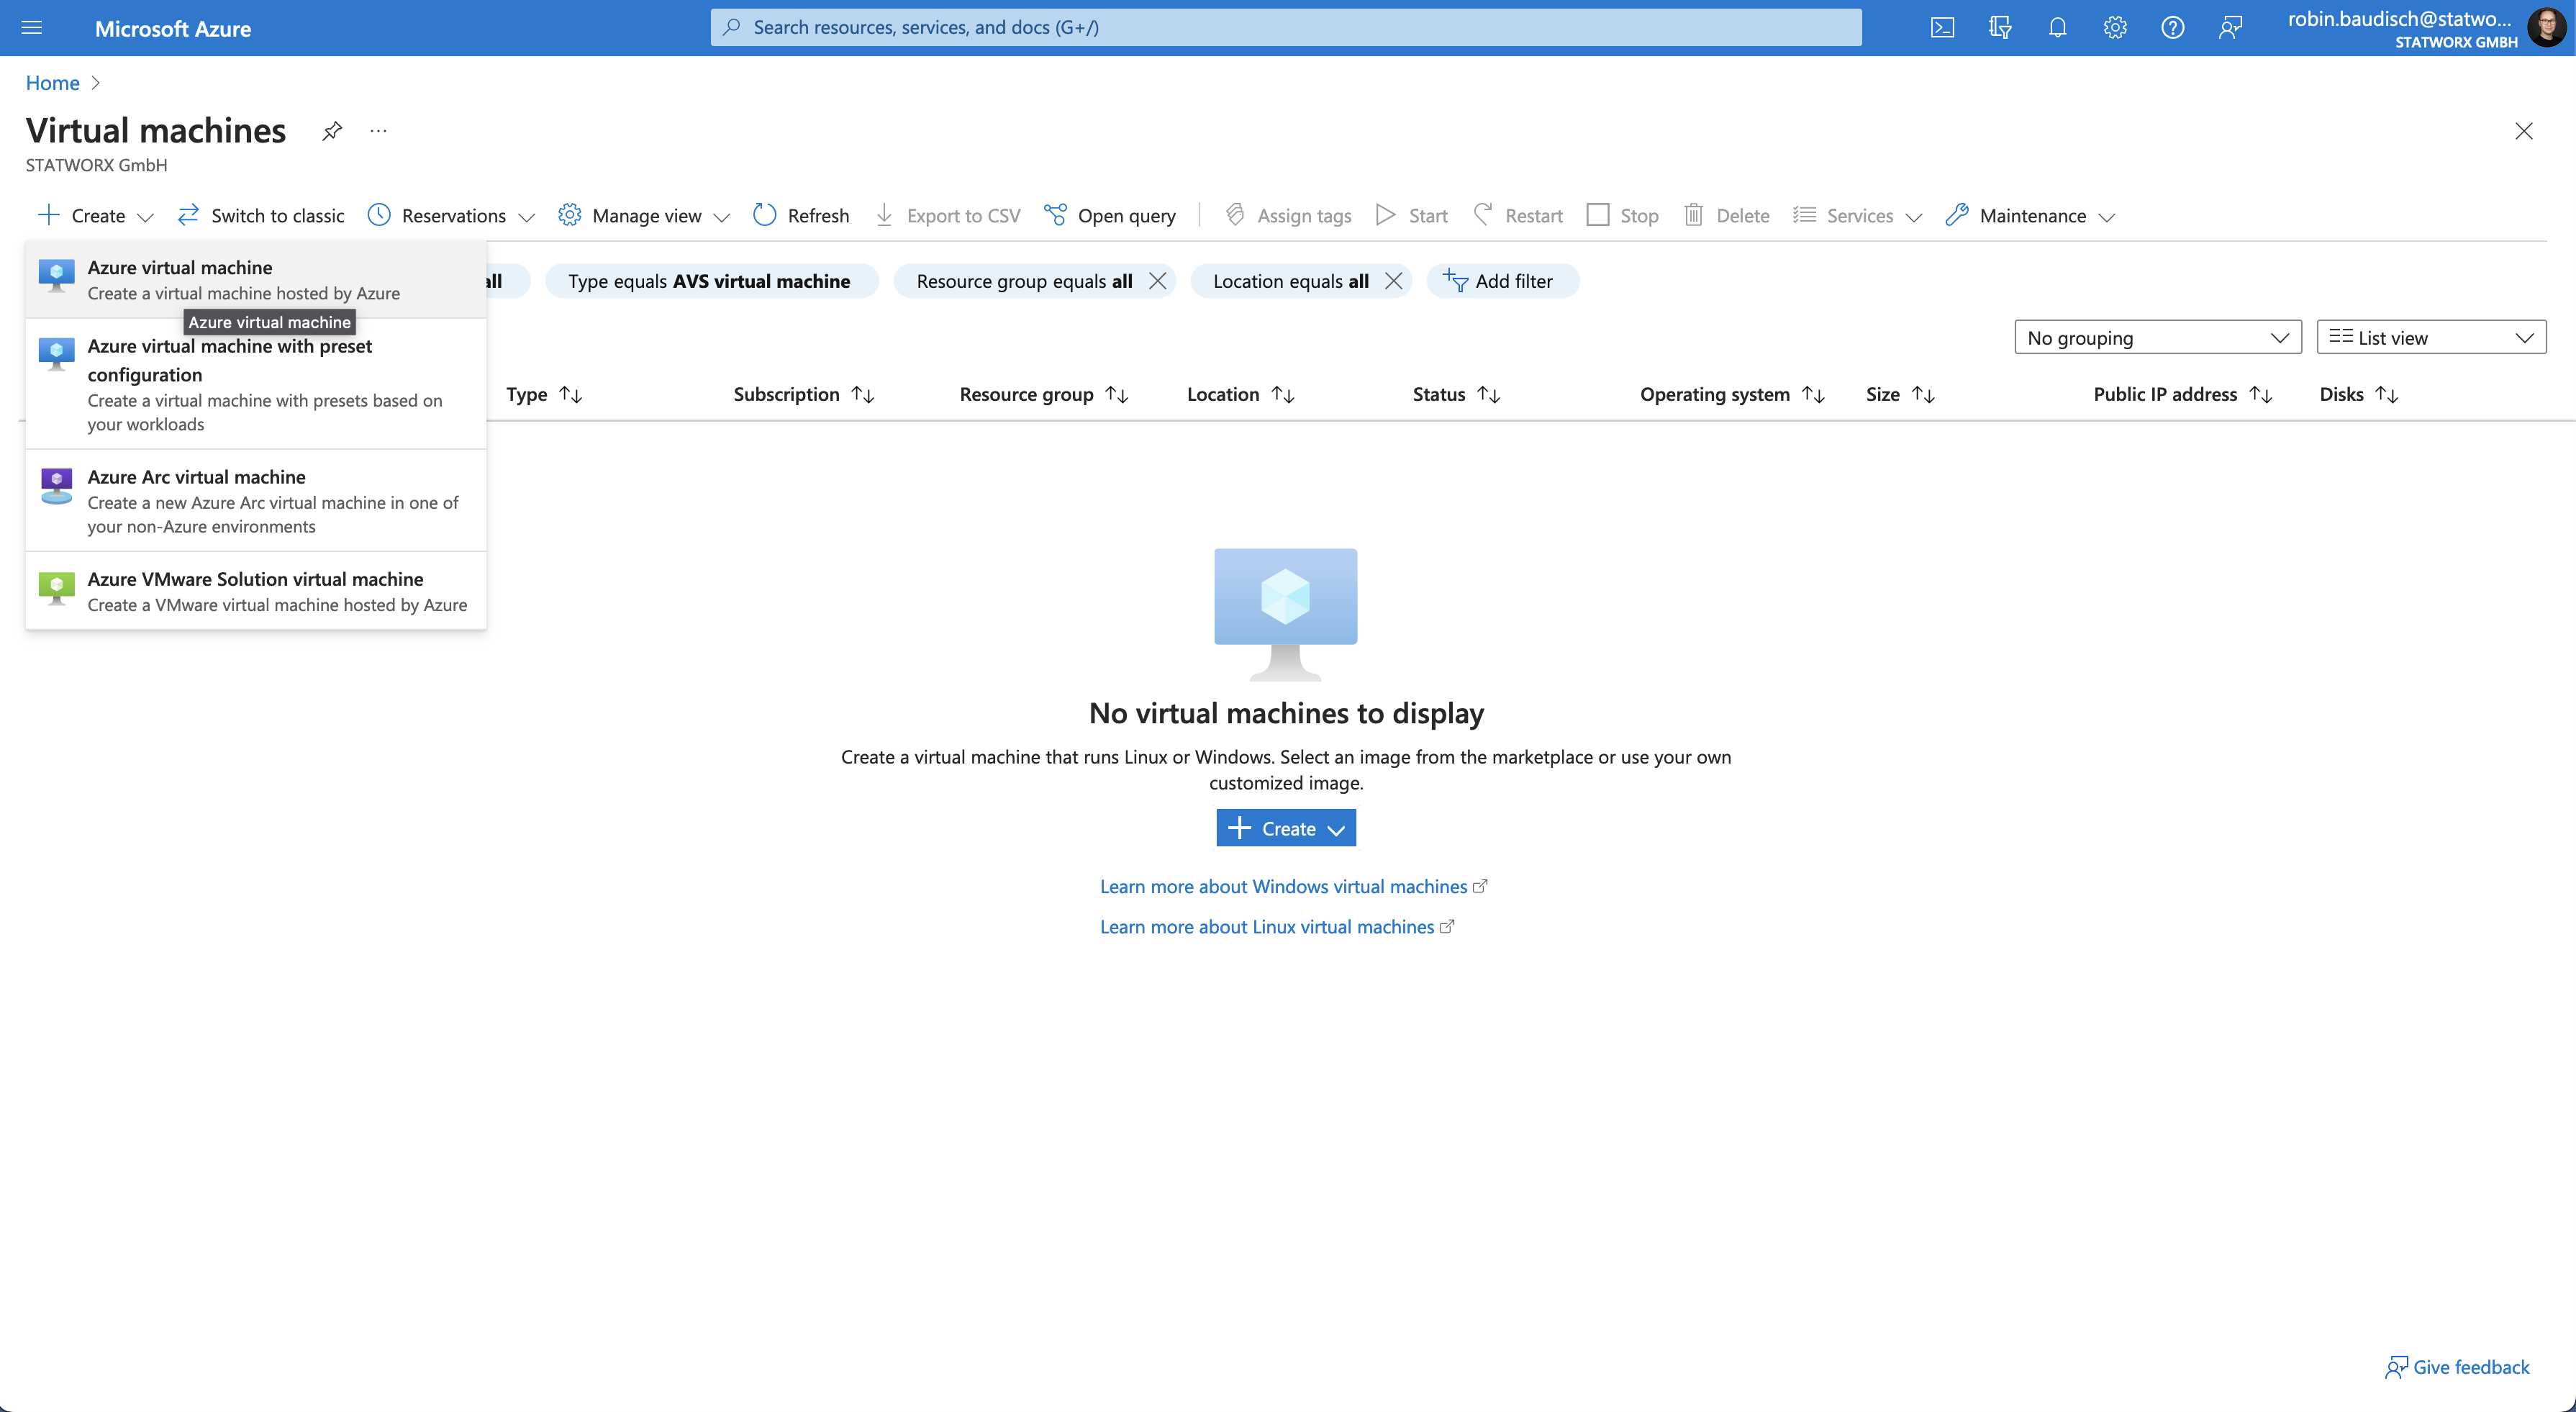 Microsoft Azure
Search resources, services, and docs (G+/)
robin.baudisch@statwo...
STATWORX GMBH
Home
Virtual machines
...
STATWORX GmbH
Create
Switch to classic
Reservations
Manage view
Refresh
Export to CSV
Open query
Assign tags
Start
Restart
Stop
Delete
Services
Maintenance
Azure virtual machine
Create a virtual machine hosted by Azure
Azure virtual machine
Azure virtual machine with preset
configuration
Create a virtual machine with presets based on
your workloads
Azure Arc virtual machine
Create a new Azure Arc virtual machine in one of
your non-Azure environments
Azure VMware Solution virtual machine
Create a VMware virtual machine hosted by Azure
all
Type equals AVS virtual machine
Resource group equals all
Location equals all
Add filter
No grouping
List view
Type
Subscription
Resource group
Location
Status
Operating system
Size
Public IP address
Disks
No virtual machines to display
Create a virtual machine that runs Linux or Windows. Select an image from the marketplace or use your own
customized image.
Create
Learn more about Windows virtual machines
Learn more about Linux virtual machines
Give feedback